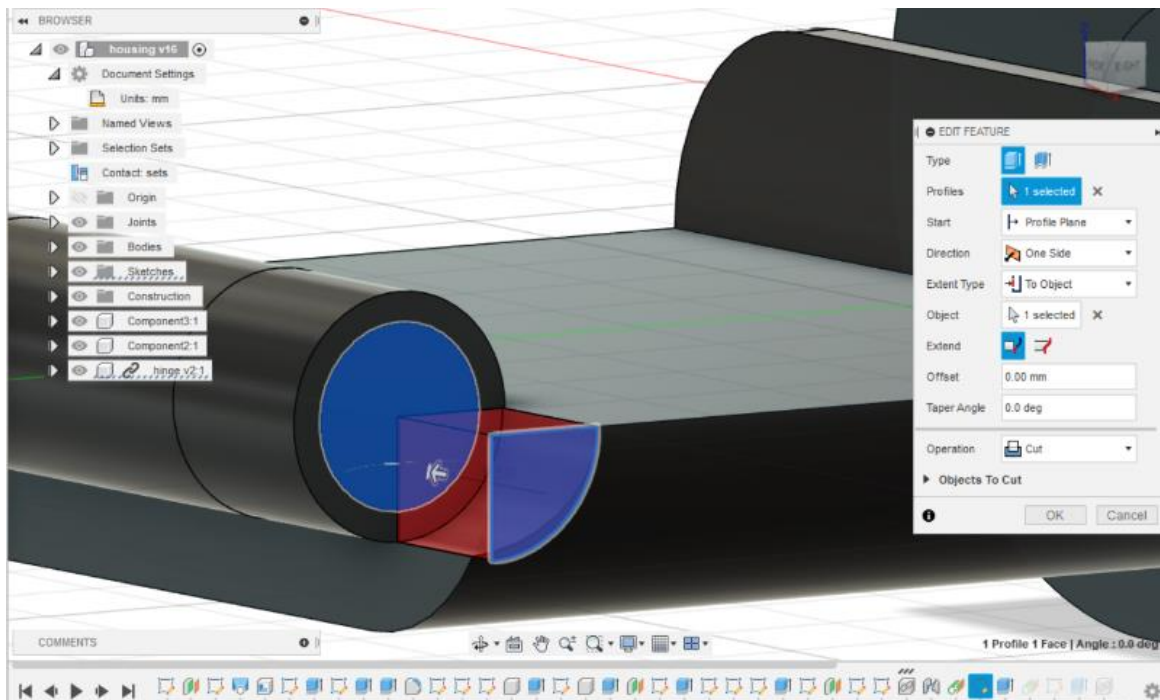 BROWSER
housing v16
Document Settings
Units: mm
Named Views
Selection Sets
Contact: sets
Origin
Joints
Bodies
Sketches
Construction
Component3:1
Component2:1
hinge v2:1
RIGHT
EDIT FEATURE
Type
Profiles 1 selected
Start Profile Plane
Direction One Side
Extent Type To Object
Object 1 selected
Extend
Offset 0.00 mm
Taper Angle 0.0 deg
Operation Cut
Objects To Cut
OK Cancel
COMMENTS
1 Profile 1 Face | Angle : 0.0 deg